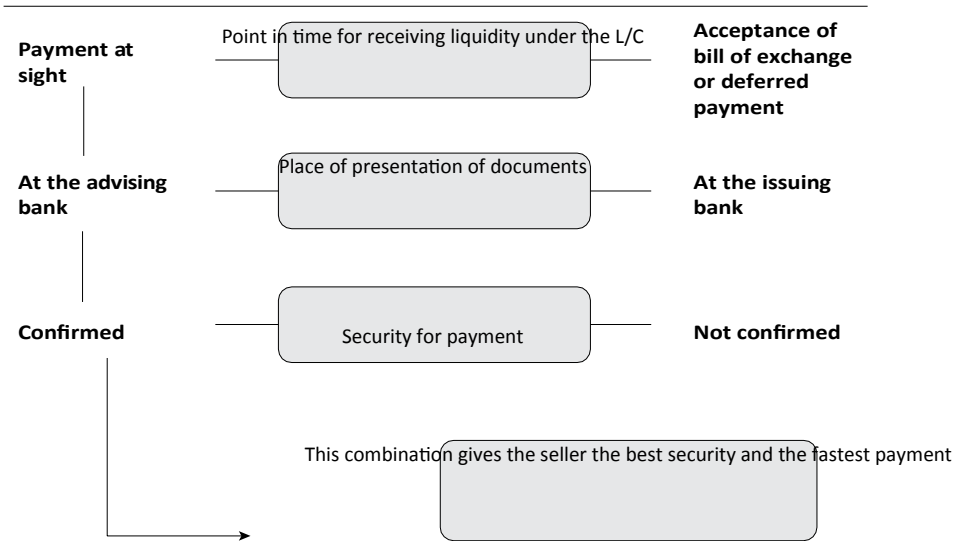 Payment at
sight
Point in time for receiving liquidity under the L/C
Acceptance of
bill of exchange
or deferred
payment
At the advising
bank
Place of presentation of documents
At the issuing
bank
Confirmed
Security for payment
Not confirmed
This combination gives the seller the best security and the fastest payment